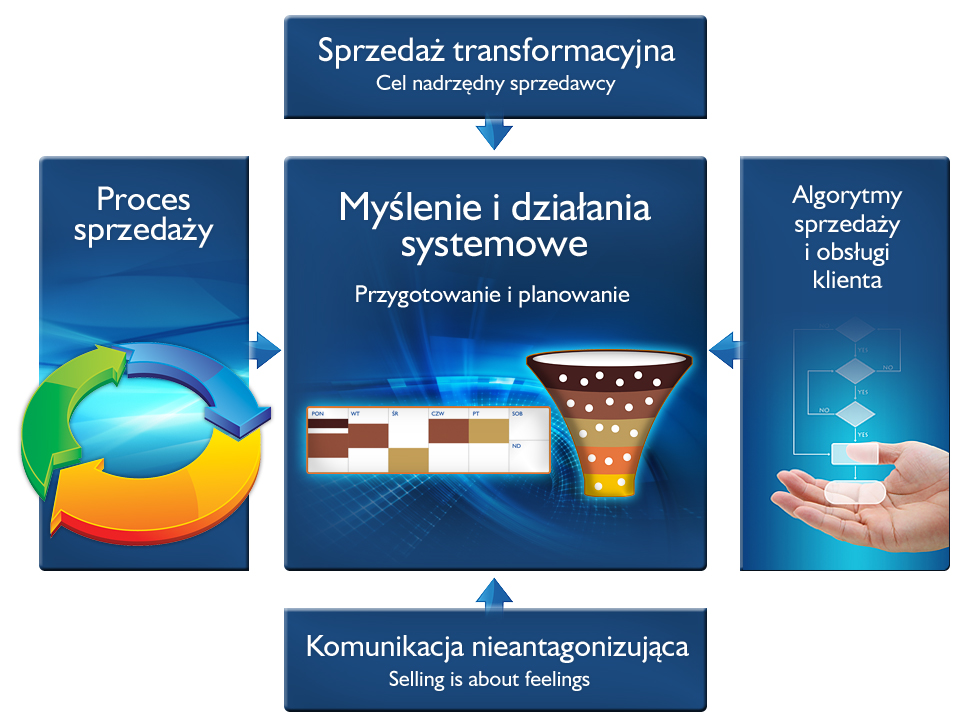 Sprzedaż transformacyjna
Cel nadrzędny sprzedawcy
Proces
sprzedaży
Myślenie i działania
systemowe
Przygotowanie i planowanie
PON WT ŚR CZW PT SOB
ND
Algorytmy
sprzedaży
i obsługi
klienta
YES
NO
YES
NO
YES
Komunikacja nieantagonizująca
Selling is about feelings